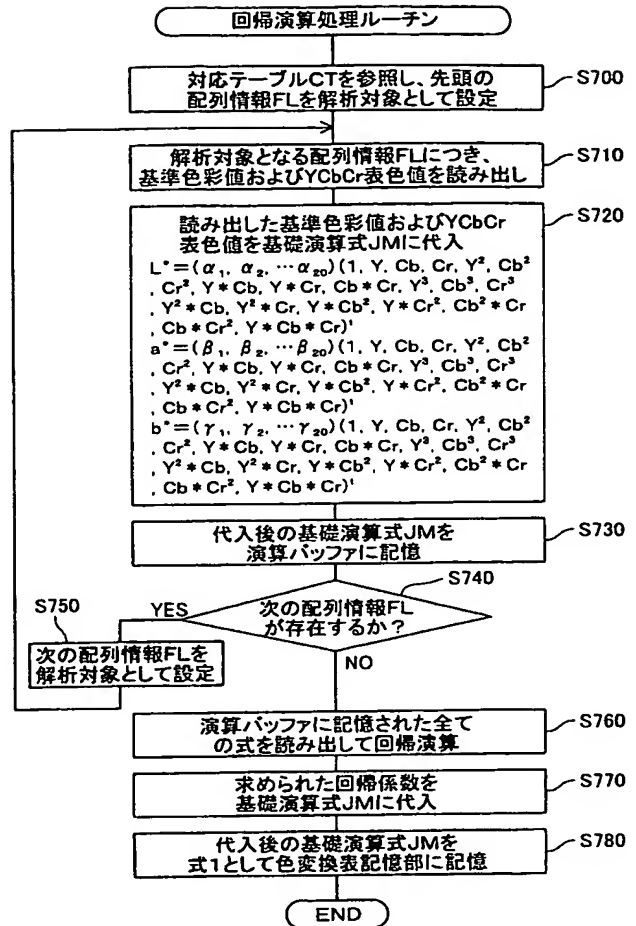 回帰演算処理ルーチン
対応テーブルCTを参照し、先頭の
配列情報FLを解析対象として設定
S700
解析対象となる配列情報FLにつき、
基準色彩値およびYCbCr表色値を読み出し
S710
読み出した基準色彩値およびYCbCr
表色値を基礎演算式JMに代入
L*=(α₁, α₂, …α₂₀)(1, Y, Cb, Cr, Y², Cb²
, Cr², Y*Cb, Y*Cr, Cb*Cr, Y³, Cb³, Cr³
, Y²*Cb, Y²*Cr, Y*Cb², Y*Cr², Cb²*Cr
, Cb*Cr², Y*Cb*Cr)ᵗ
a*=(β₁, β₂, …β₂₀)(1, Y, Cb, Cr, Y², Cb²
, Cr², Y*Cb, Y*Cr, Cb*Cr, Y³, Cb³, Cr³
, Y²*Cb, Y²*Cr, Y*Cb², Y*Cr², Cb²*Cr
, Cb*Cr², Y*Cb*Cr)ᵗ
b*=(γ₁, γ₂, …γ₂₀)(1, Y, Cb, Cr, Y², Cb²
, Cr², Y*Cb, Y*Cr, Cb*Cr, Y³, Cb³, Cr³
, Y²*Cb, Y²*Cr, Y*Cb², Y*Cr², Cb²*Cr
, Cb*Cr², Y*Cb*Cr)ᵗ
S720
代入後の基礎演算式JMを
演算バッファに記憶
S730
次の配列情報FL
が存在するか？
S740
YES
NO
S750
次の配列情報FLを
解析対象として設定
演算バッファに記憶された全て
の式を読み出して回帰演算
S760
求められた回帰係数を
基礎演算式JMに代入
S770
代入後の基礎演算式JMを
式1として色変換表記憶部に記憶
S780
END